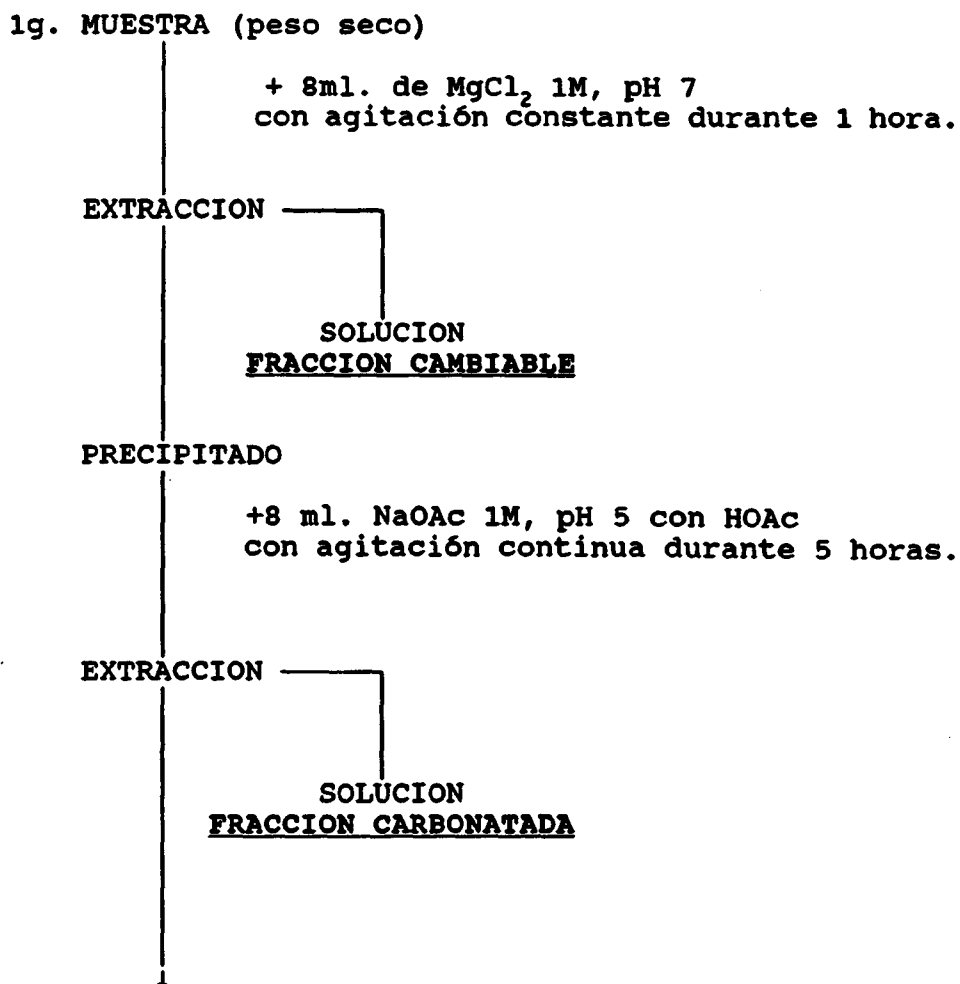 1g. MUESTRA (peso seco)
+ 8ml. de MgCl₂ 1M, pH 7
con agitación constante durante 1 hora.
EXTRACCION
SOLUCION
FRACCION CAMBIABLE
PRECIPITADO
+8 ml. NaOAc 1M, pH 5 con HOAc
con agitación continua durante 5 horas.
EXTRACCION
SOLUCION
FRACCION CARBONATADA